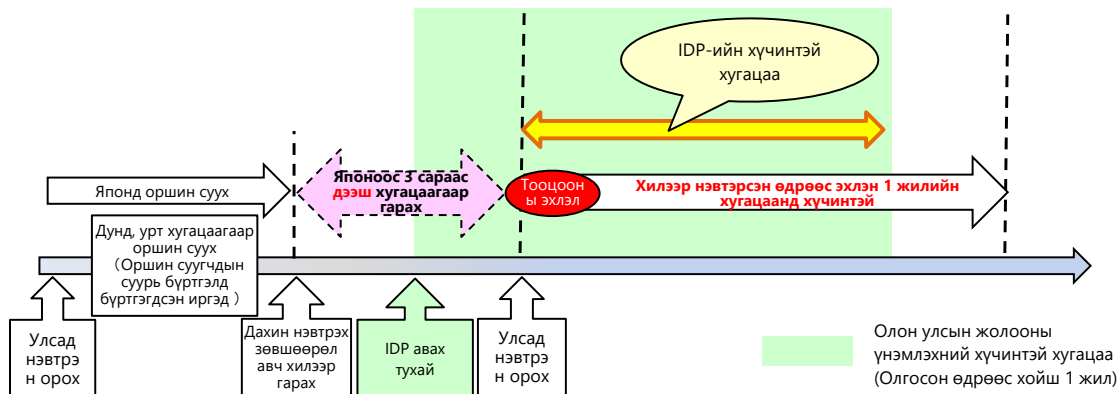 IDP-ийн хүчинтэй
хугацаа
Японд оршин суух
Японоос 3 сараас
дээш хугацаагаар
гарах
Тооцоон
ы эхлэл
Хилээр нэвтэрсэн өдрөөс эхлэн 1 жилийн
хугацаанд хүчинтэй
Дунд, урт хугацаагаар
оршин суух
（Оршин суугчдын
суурь бүртгэлд
бүртгэгдсэн иргэд ）
Улсад
нэвтрэ
н орох
Дахин нэвтрэх
зөвшөөрөл
авч хилээр
гарах
IDP авах
тухай
Улсад
нэвтрэ
н орох
Олон улсын жолооны
үнэмлэхний хүчинтэй хугацаа
(Олгосон өдрөөс хойш 1 жил)